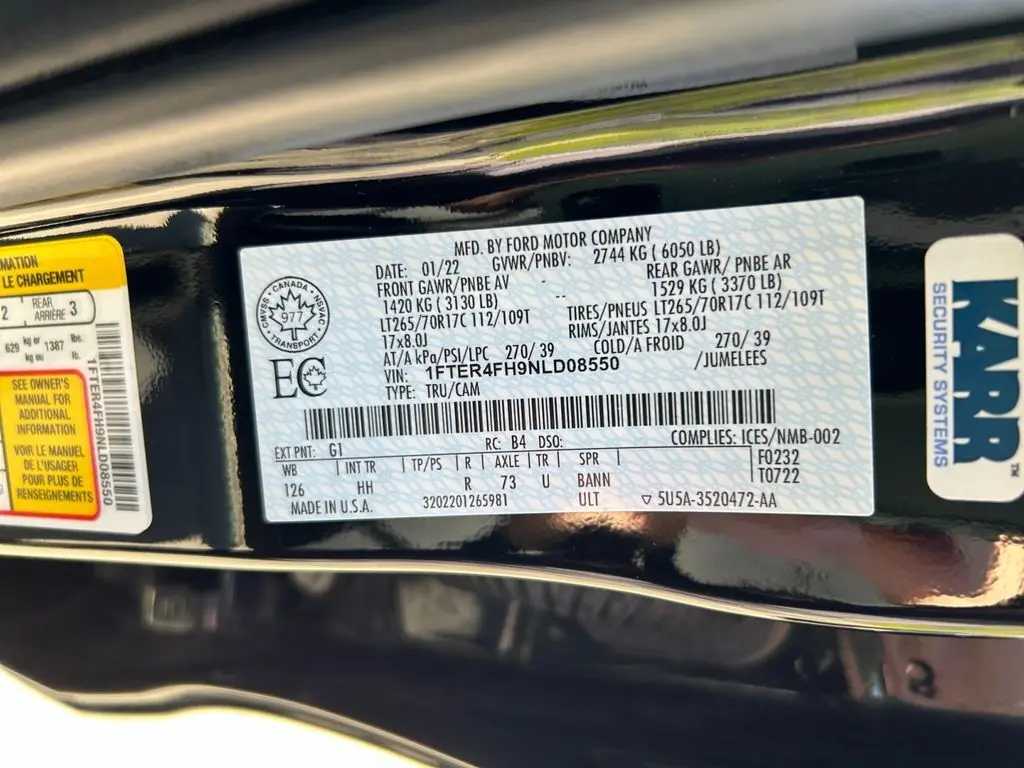 MATION
LE CHARGEMENT
2 REAR ARRIÈRE 3
629 kg or kg ou 1387 lbs. lb.
SEE OWNER'S
MANUAL FOR
ADDITIONAL
INFORMATION
VOIR LE MANUEL
DE L'USAGER
POUR PLUS DE
RENSEIGNEMENTS
1FTER4FH9NLD08550
MFD. BY FORD MOTOR COMPANY
DATE: 01/22 GVWR/PNBV: 2744 KG ( 6050 LB)
FRONT GAWR/PNBE AV -- REAR GAWR/ PNBE AR
1420 KG ( 3130 LB) 1529 KG ( 3370 LB)
LT265/70R17C 112/109T TIRES/PNEUS LT265/70R17C 112/109T
17x8.0J RIMS/JANTES 17x8.0J
AT/A kPa/PSI/LPC 270/ 39 COLD/A FROID 270/ 39
VIN: 1FTER4FH9NLD08550 /JUMELEES
TYPE: TRU/CAM
CMVSS · CANADA · NSVAC
977
TRANSPORT
EC
EXT PNT: G1 RC: B4 DSO: COMPLIES: ICES/NMB-002
WB | INT TR | TP/PS | R | AXLE | TR | SPR | F0232
126 HH R 73 U BANN T0722
MADE IN U.S.A. 3202201265981 ULT ▽ 5U5A-3520472-AA
KARR™
SECURITY SYSTEMS